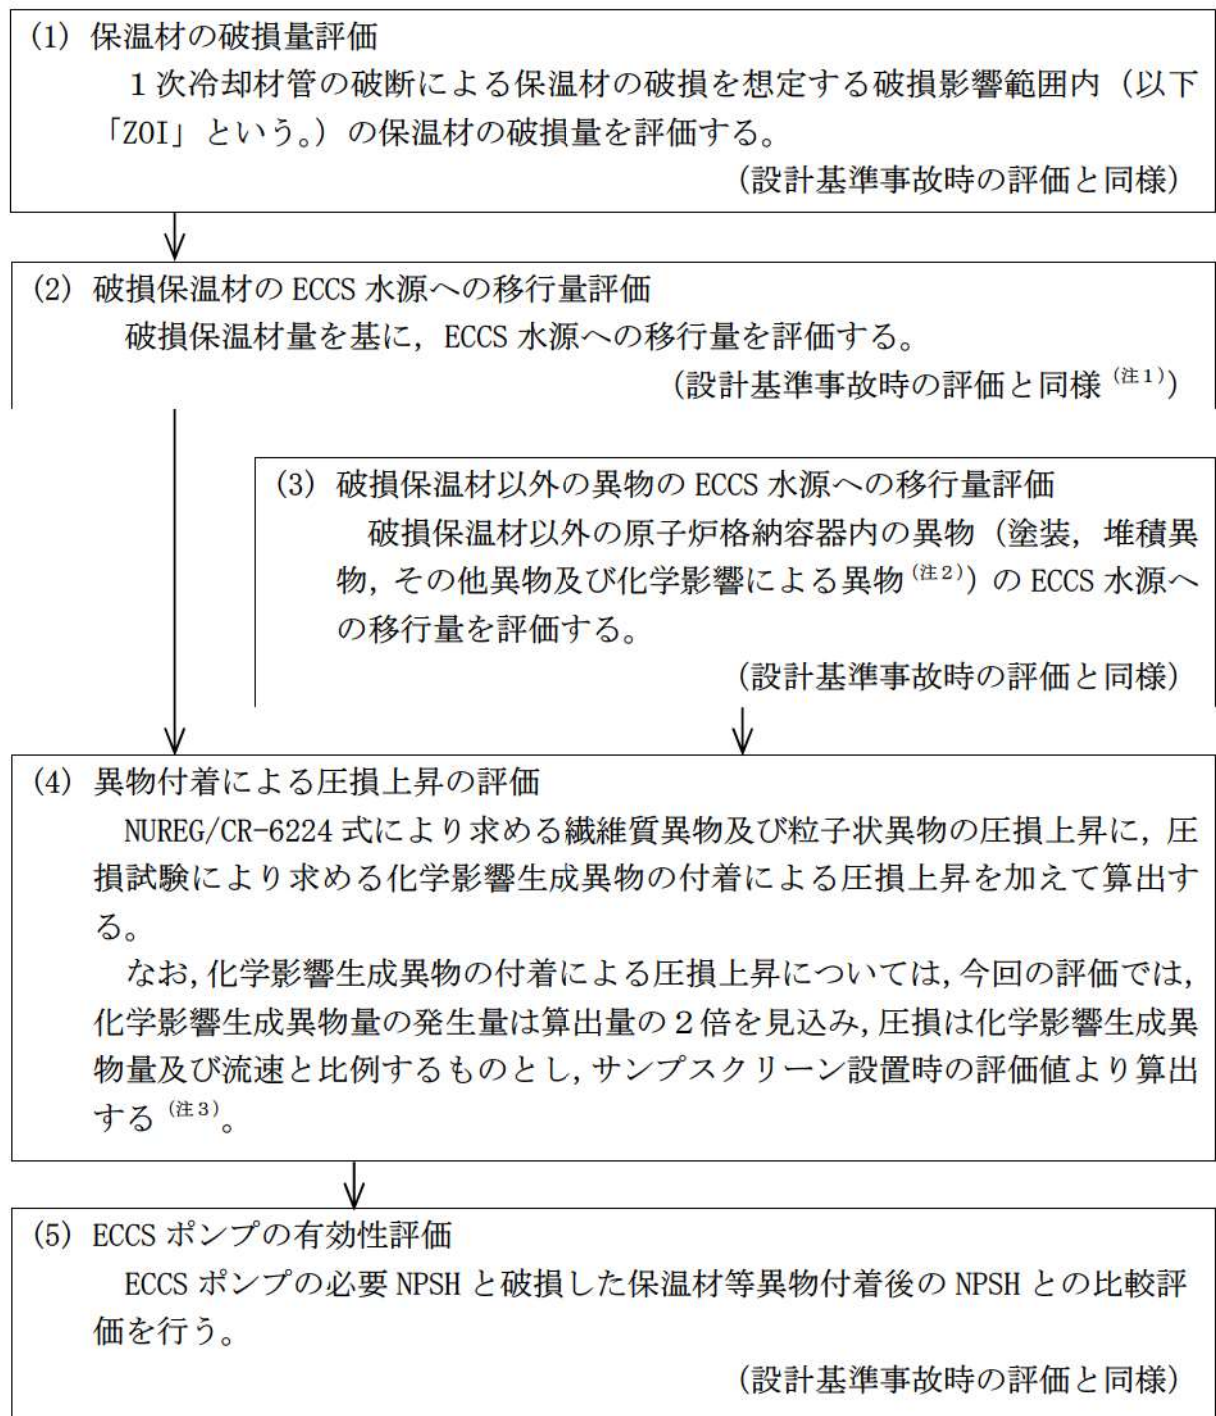 (1) 保温材の破損量評価
１次冷却材管の破断による保温材の破損を想定する破損影響範囲内（以下
「ZOI」という。）の保温材の破損量を評価する。
（設計基準事故時の評価と同様）
(2) 破損保温材の ECCS 水源への移行量評価
破損保温材量を基に，ECCS 水源への移行量を評価する。
（設計基準事故時の評価と同様（注１））
(3) 破損保温材以外の異物の ECCS 水源への移行量評価
破損保温材以外の原子炉格納容器内の異物（塗装，堆積異
物，その他異物及び化学影響による異物（注２））の ECCS 水源へ
の移行量を評価する。
（設計基準事故時の評価と同様）
(4) 異物付着による圧損上昇の評価
NUREG/CR-6224 式により求める繊維質異物及び粒子状異物の圧損上昇に，圧
損試験により求める化学影響生成異物の付着による圧損上昇を加えて算出す
る。
なお，化学影響生成異物の付着による圧損上昇については，今回の評価では，
化学影響生成異物量の発生量は算出量の２倍を見込み，圧損は化学影響生成異
物量及び流速と比例するものとし，サンプスクリーン設置時の評価値より算出
する（注３）。
(5) ECCS ポンプの有効性評価
ECCS ポンプの必要 NPSH と破損した保温材等異物付着後の NPSH との比較評
価を行う。
（設計基準事故時の評価と同様）